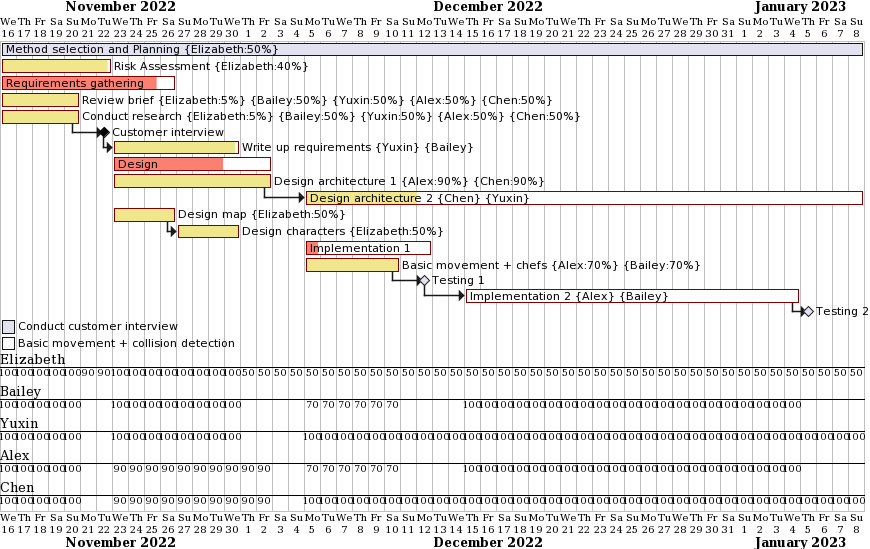 November 2022 December 2022 January 2023
We Th Fr Sa Su Mo Tu We Th Fr Sa Su Mo Tu We Th Fr Sa Su Mo Tu We Th Fr Sa Su Mo Tu We Th Fr Sa Su Mo Tu We Th Fr Sa Su Mo Tu We Th Fr Sa Su Mo Tu We Th Fr Sa Su
16 17 18 19 20 21 22 23 24 25 26 27 28 29 30 1 2 3 4 5 6 7 8 9 10 11 12 13 14 15 16 17 18 19 20 21 22 23 24 25 26 27 28 29 30 31 1 2 3 4 5 6 7 8
Method selection and Planning {Elizabeth:50%}
Risk Assessment {Elizabeth:40%}
Requirements gathering
Review brief {Elizabeth:5%} {Bailey:50%} {Yuxin:50%} {Alex:50%} {Chen:50%}
Conduct research {Elizabeth:5%} {Bailey:50%} {Yuxin:50%} {Alex:50%} {Chen:50%}
Customer interview
Write up requirements {Yuxin} {Bailey}
Design
Design architecture 1 {Alex:90%} {Chen:90%}
Design architecture 2 {Chen} {Yuxin}
Design map {Elizabeth:50%}
Design characters {Elizabeth:50%}
Implementation 1
Basic movement + chefs {Alex:70%} {Bailey:70%}
Testing 1
Implementation 2 {Alex} {Bailey}
Testing 2
Conduct customer interview
Basic movement + collision detection
Elizabeth
100 100 100 100 100 90 90 100 100 100 100 100 100 100 100 50 50 50 50 50 50 50 50 50 50 50 50 50 50 50 50 50 50 50 50 50 50 50 50 50 50 50 50 50 50 50 50 50 50 50 50 50 50 50
Bailey
100 100 100 100 100 100 100 100 100 100 100 100 100 70 70 70 70 70 70 100 100 100 100 100 100 100 100 100 100 100 100 100 100 100 100 100 100 100 100 100
Yuxin
100 100 100 100 100 100 100 100 100 100 100 100 100 100 100 100 100 100 100 100 100 100 100 100 100 100 100 100 100 100 100 100 100 100 100 100 100 100 100 100 100 100 100 100 100 100 100 100
Alex
100 100 100 100 100 90 90 90 90 90 90 90 90 90 90 70 70 70 70 70 70 100 100 100 100 100 100 100 100 100 100 100 100 100 100 100 100 100 100 100 100 100
Chen
100 100 100 100 100 90 90 90 90 90 90 90 90 90 90 100 100 100 100 100 100 100 100 100 100 100 100 100 100 100 100 100 100 100 100 100 100 100 100 100 100 100 100 100 100 100 100 100 100 100
We Th Fr Sa Su Mo Tu We Th Fr Sa Su Mo Tu We Th Fr Sa Su Mo Tu We Th Fr Sa Su Mo Tu We Th Fr Sa Su Mo Tu We Th Fr Sa Su Mo Tu We Th Fr Sa Su Mo Tu We Th Fr Sa Su
16 17 18 19 20 21 22 23 24 25 26 27 28 29 30 1 2 3 4 5 6 7 8 9 10 11 12 13 14 15 16 17 18 19 20 21 22 23 24 25 26 27 28 29 30 31 1 2 3 4 5 6 7 8
November 2022 December 2022 January 2023